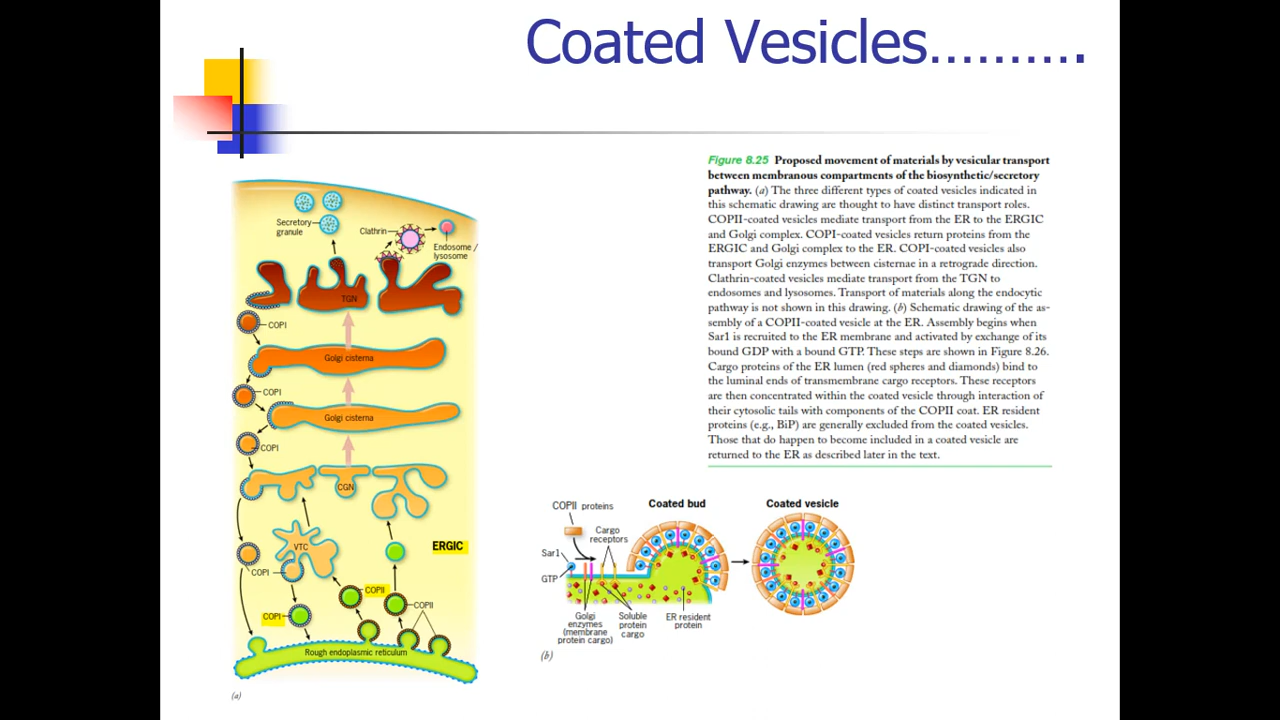 Coated Vesicles……….
Figure 8.25 Proposed movement of materials by vesicular transport
between membranous compartments of the biosynthetic/secretory
pathway. (a) The three different types of coated vesicles indicated in
this schematic drawing are thought to have distinct transport roles.
COPII-coated vesicles mediate transport from the ER to the ERGIC
and Golgi complex. COPI-coated vesicles return proteins from the
ERGIC and Golgi complex to the ER. COPI-coated vesicles also
transport Golgi enzymes between cisternae in a retrograde direction.
Clathrin-coated vesicles mediate transport from the TGN to
endosomes and lysosomes. Transport of materials along the endocytic
pathway is not shown in this drawing. (b) Schematic drawing of the as-
sembly of a COPII-coated vesicle at the ER. Assembly begins when
Sar1 is recruited to the ER membrane and activated by exchange of its
bound GDP with a bound GTP. These steps are shown in Figure 8.26.
Cargo proteins of the ER lumen (red spheres and diamonds) bind to
the luminal ends of transmembrane cargo receptors. These receptors
are then concentrated within the coated vesicle through interaction of
their cytosolic tails with components of the COPII coat. ER resident
proteins (e.g., BiP) are generally excluded from the coated vesicles.
Those that do happen to become included in a coated vesicle are
returned to the ER as described later in the text.
Secretory
granule
Clathrin
Endosome /
lysosome
TGN
COPI
Golgi cisterna
COPI
Golgi cisterna
COPI
CGN
VTC
ERGIC
COPI
COPII
COPII
COPI
Rough endoplasmic reticulum
(a)
COPII proteins
Coated bud
Coated vesicle
Cargo
receptors
Sar1
GTP
Golgi
enzymes
(membrane
protein cargo)
Soluble
protein
cargo
ER resident
protein
(b)